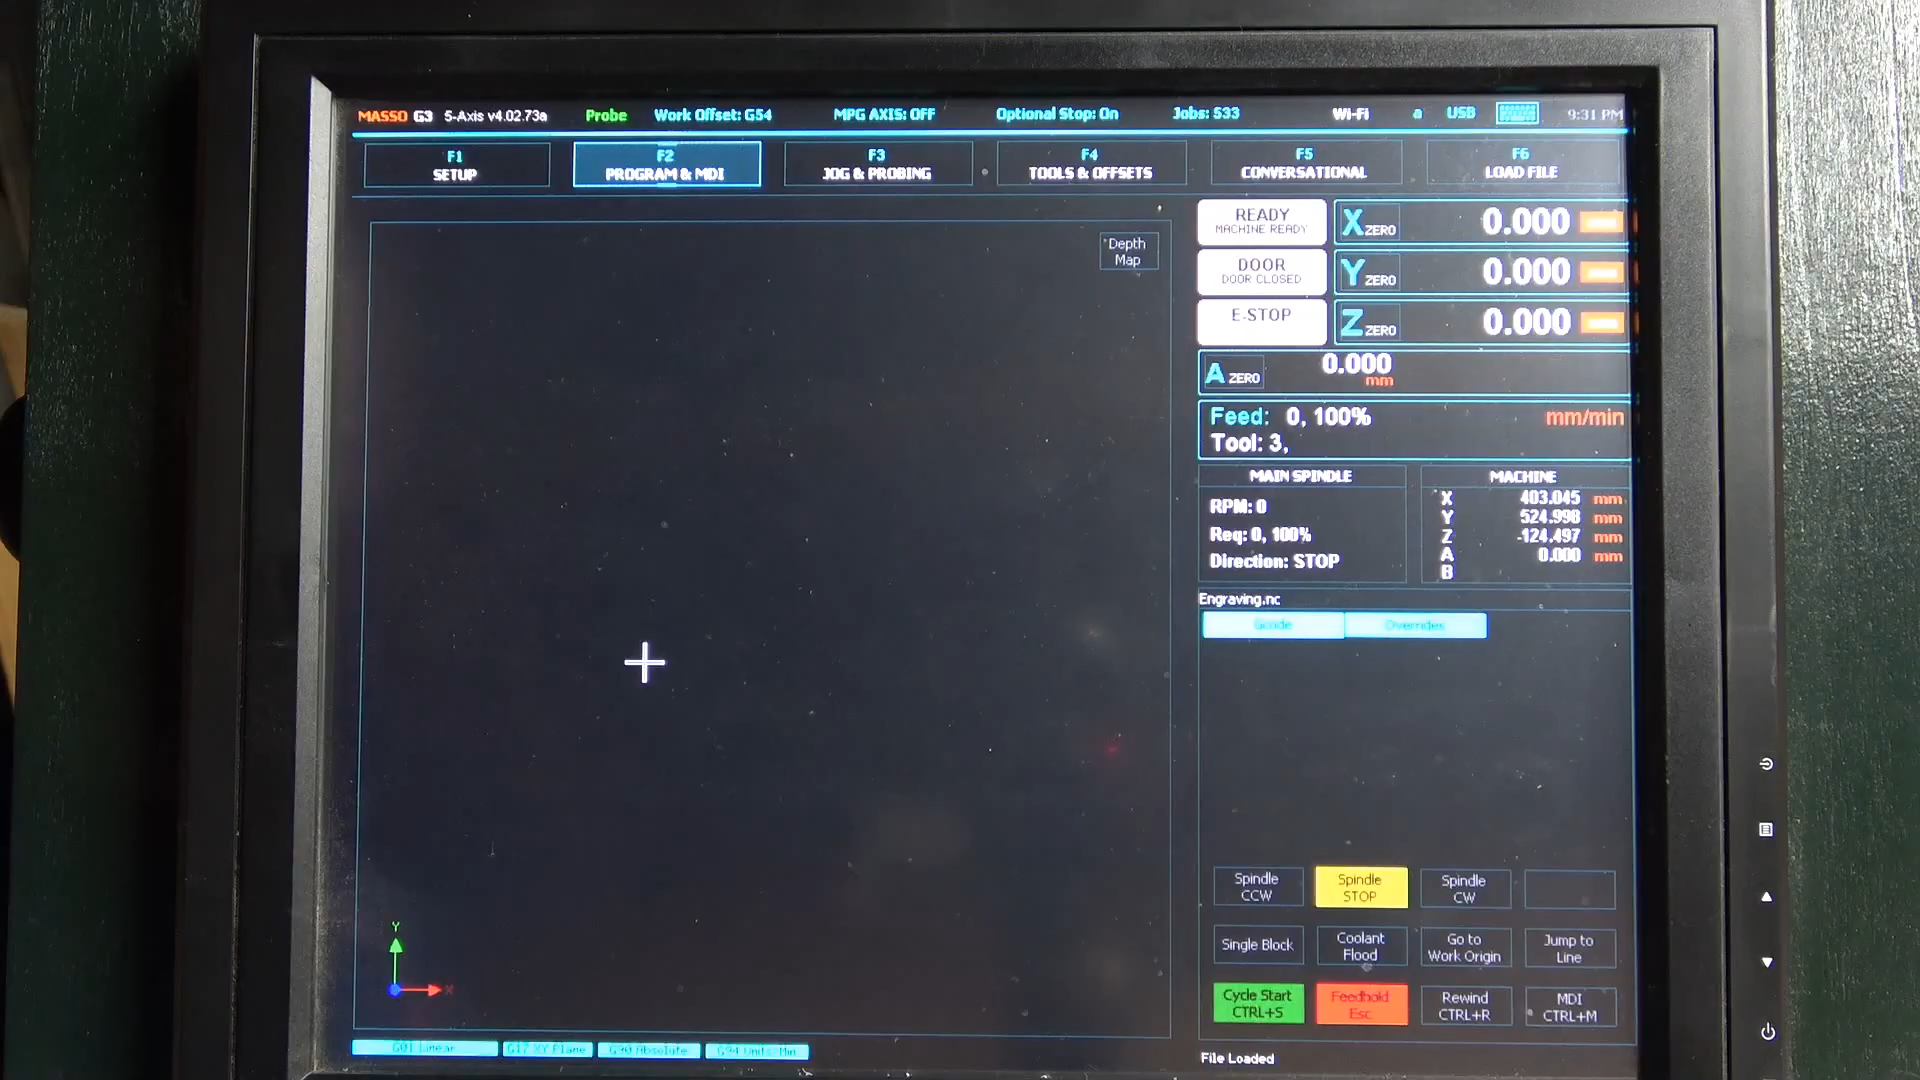 MASSO G3 5-Axis v4.02.73a Probe Work Offset: G54 MPG AXIS: OFF Optional Stop: On Jobs: 533 Wi-Fi a USB 9:31 PM
F1 F2 F3 F4 F5 F6
SETUP PROGRAM & MDI JOG & PROBING TOOLS & OFFSETS CONVERSATIONAL LOAD FILE
Depth
Map
READY
MACHINE READY
X ZERO 0.000
DOOR
DOOR CLOSED
Y ZERO 0.000
E-STOP
Z ZERO 0.000
A ZERO 0.000
mm
Feed: 0, 100% mm/min
Tool: 3,
MAIN SPINDLE
RPM: 0
Req: 0, 100%
Direction: STOP
MACHINE
X 403.045 mm
Y 524.998 mm
Z -124.497 mm
A 0.000 mm
B
Engraving.nc
Gcode Overrides
Y
X
Spindle
CCW
Spindle
STOP
Spindle
CW
Single Block
Coolant
Flood
Go to
Work Origin
Jump to
Line
Cycle Start
CTRL+S
Feedhold
Esc
Rewind
CTRL+R
MDI
CTRL+M
G01 Linear G17 XY Plane G90 Absolute G94 Units/Min
File Loaded